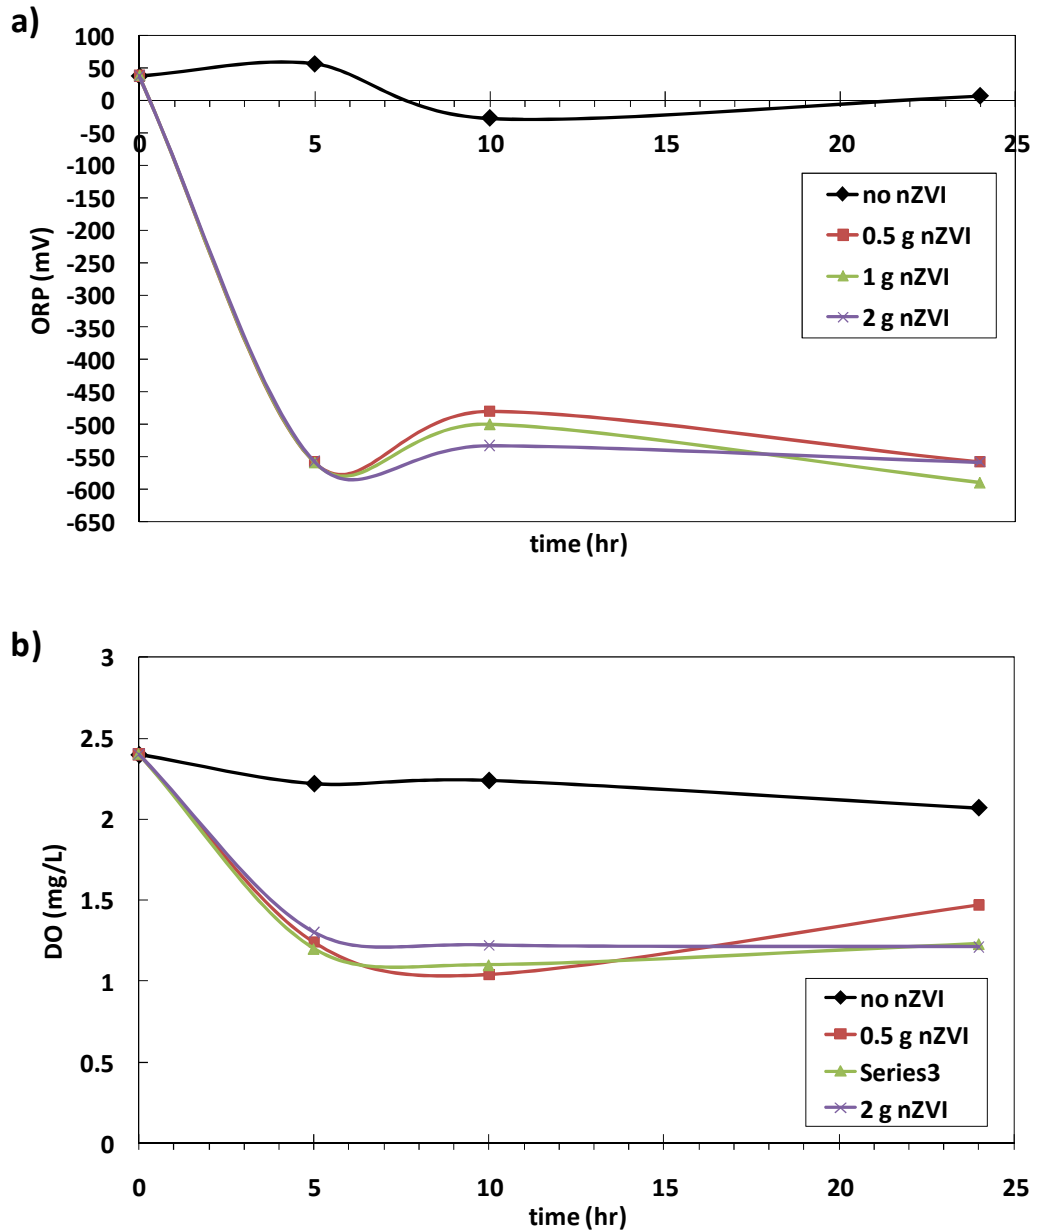 a)
100
50
0
-50
-100
-150
-200
-250
-300
-350
-400
-450
-500
-550
-600
-650
ORP (mV)
0 5 10 15 20 25
time (hr)
no nZVI
0.5 g nZVI
1 g nZVI
2 g nZVI
b)
3
2.5
2
1.5
1
0.5
0
DO (mg/L)
0 5 10 15 20 25
time (hr)
no nZVI
0.5 g nZVI
Series3
2 g nZVI